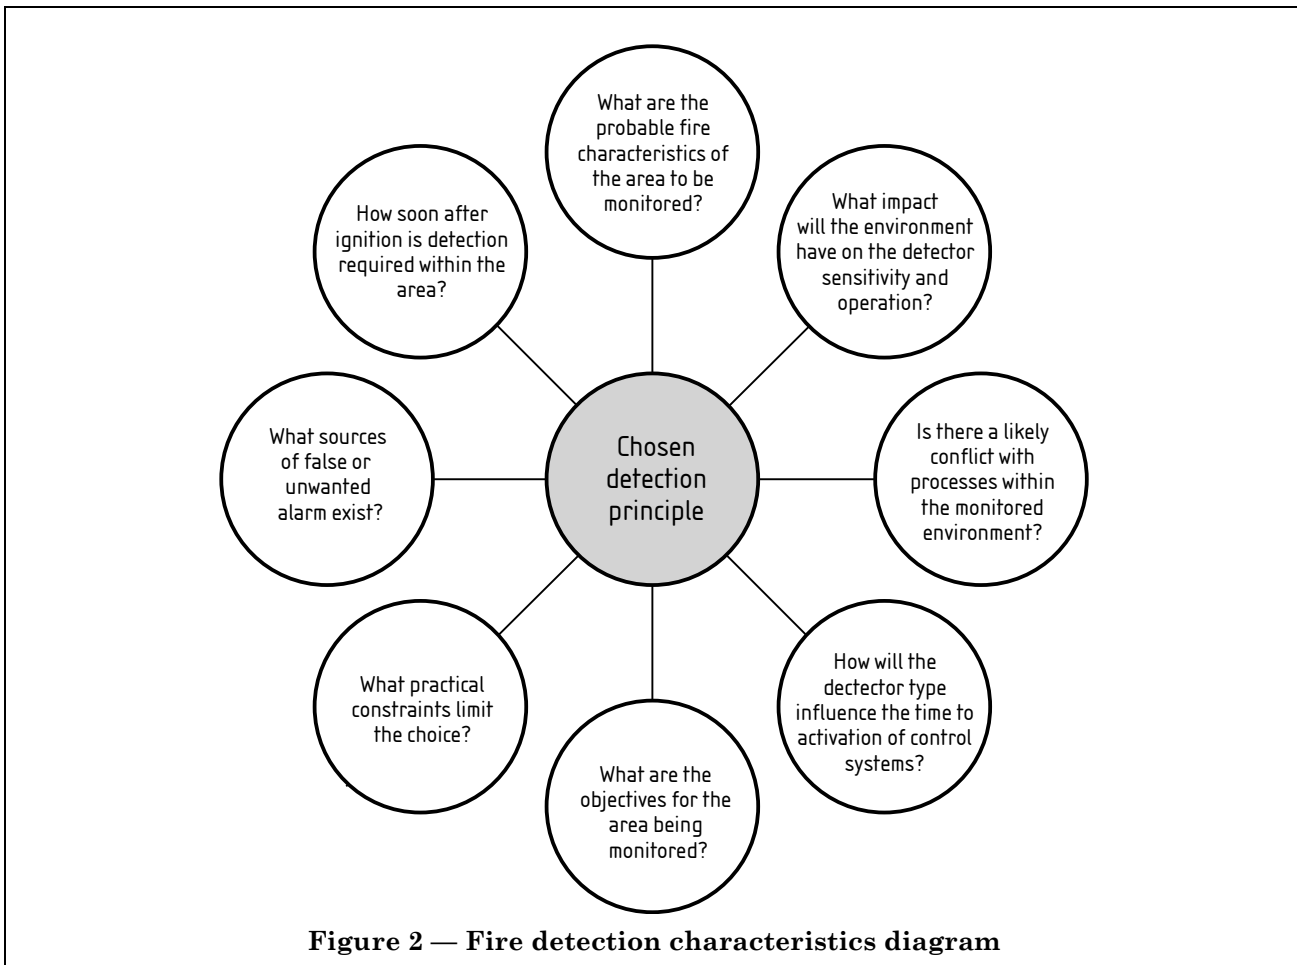 What are the
probable fire
characteristics of
the area to be
monitored?
What impact
will the environment
have on the detector
sensitivity and
operation?
Is there a likely
conflict with
processes within
the monitored
environment?
How will the
dectector type
influence the time to
activation of control
systems?
What are the
objectives for the
area being
monitored?
What practical
constraints limit
the choice?
What sources
of false or
unwanted
alarm exist?
How soon after
ignition is detection
required within the
area?
Chosen
detection
principle
Figure 2 — Fire detection characteristics diagram